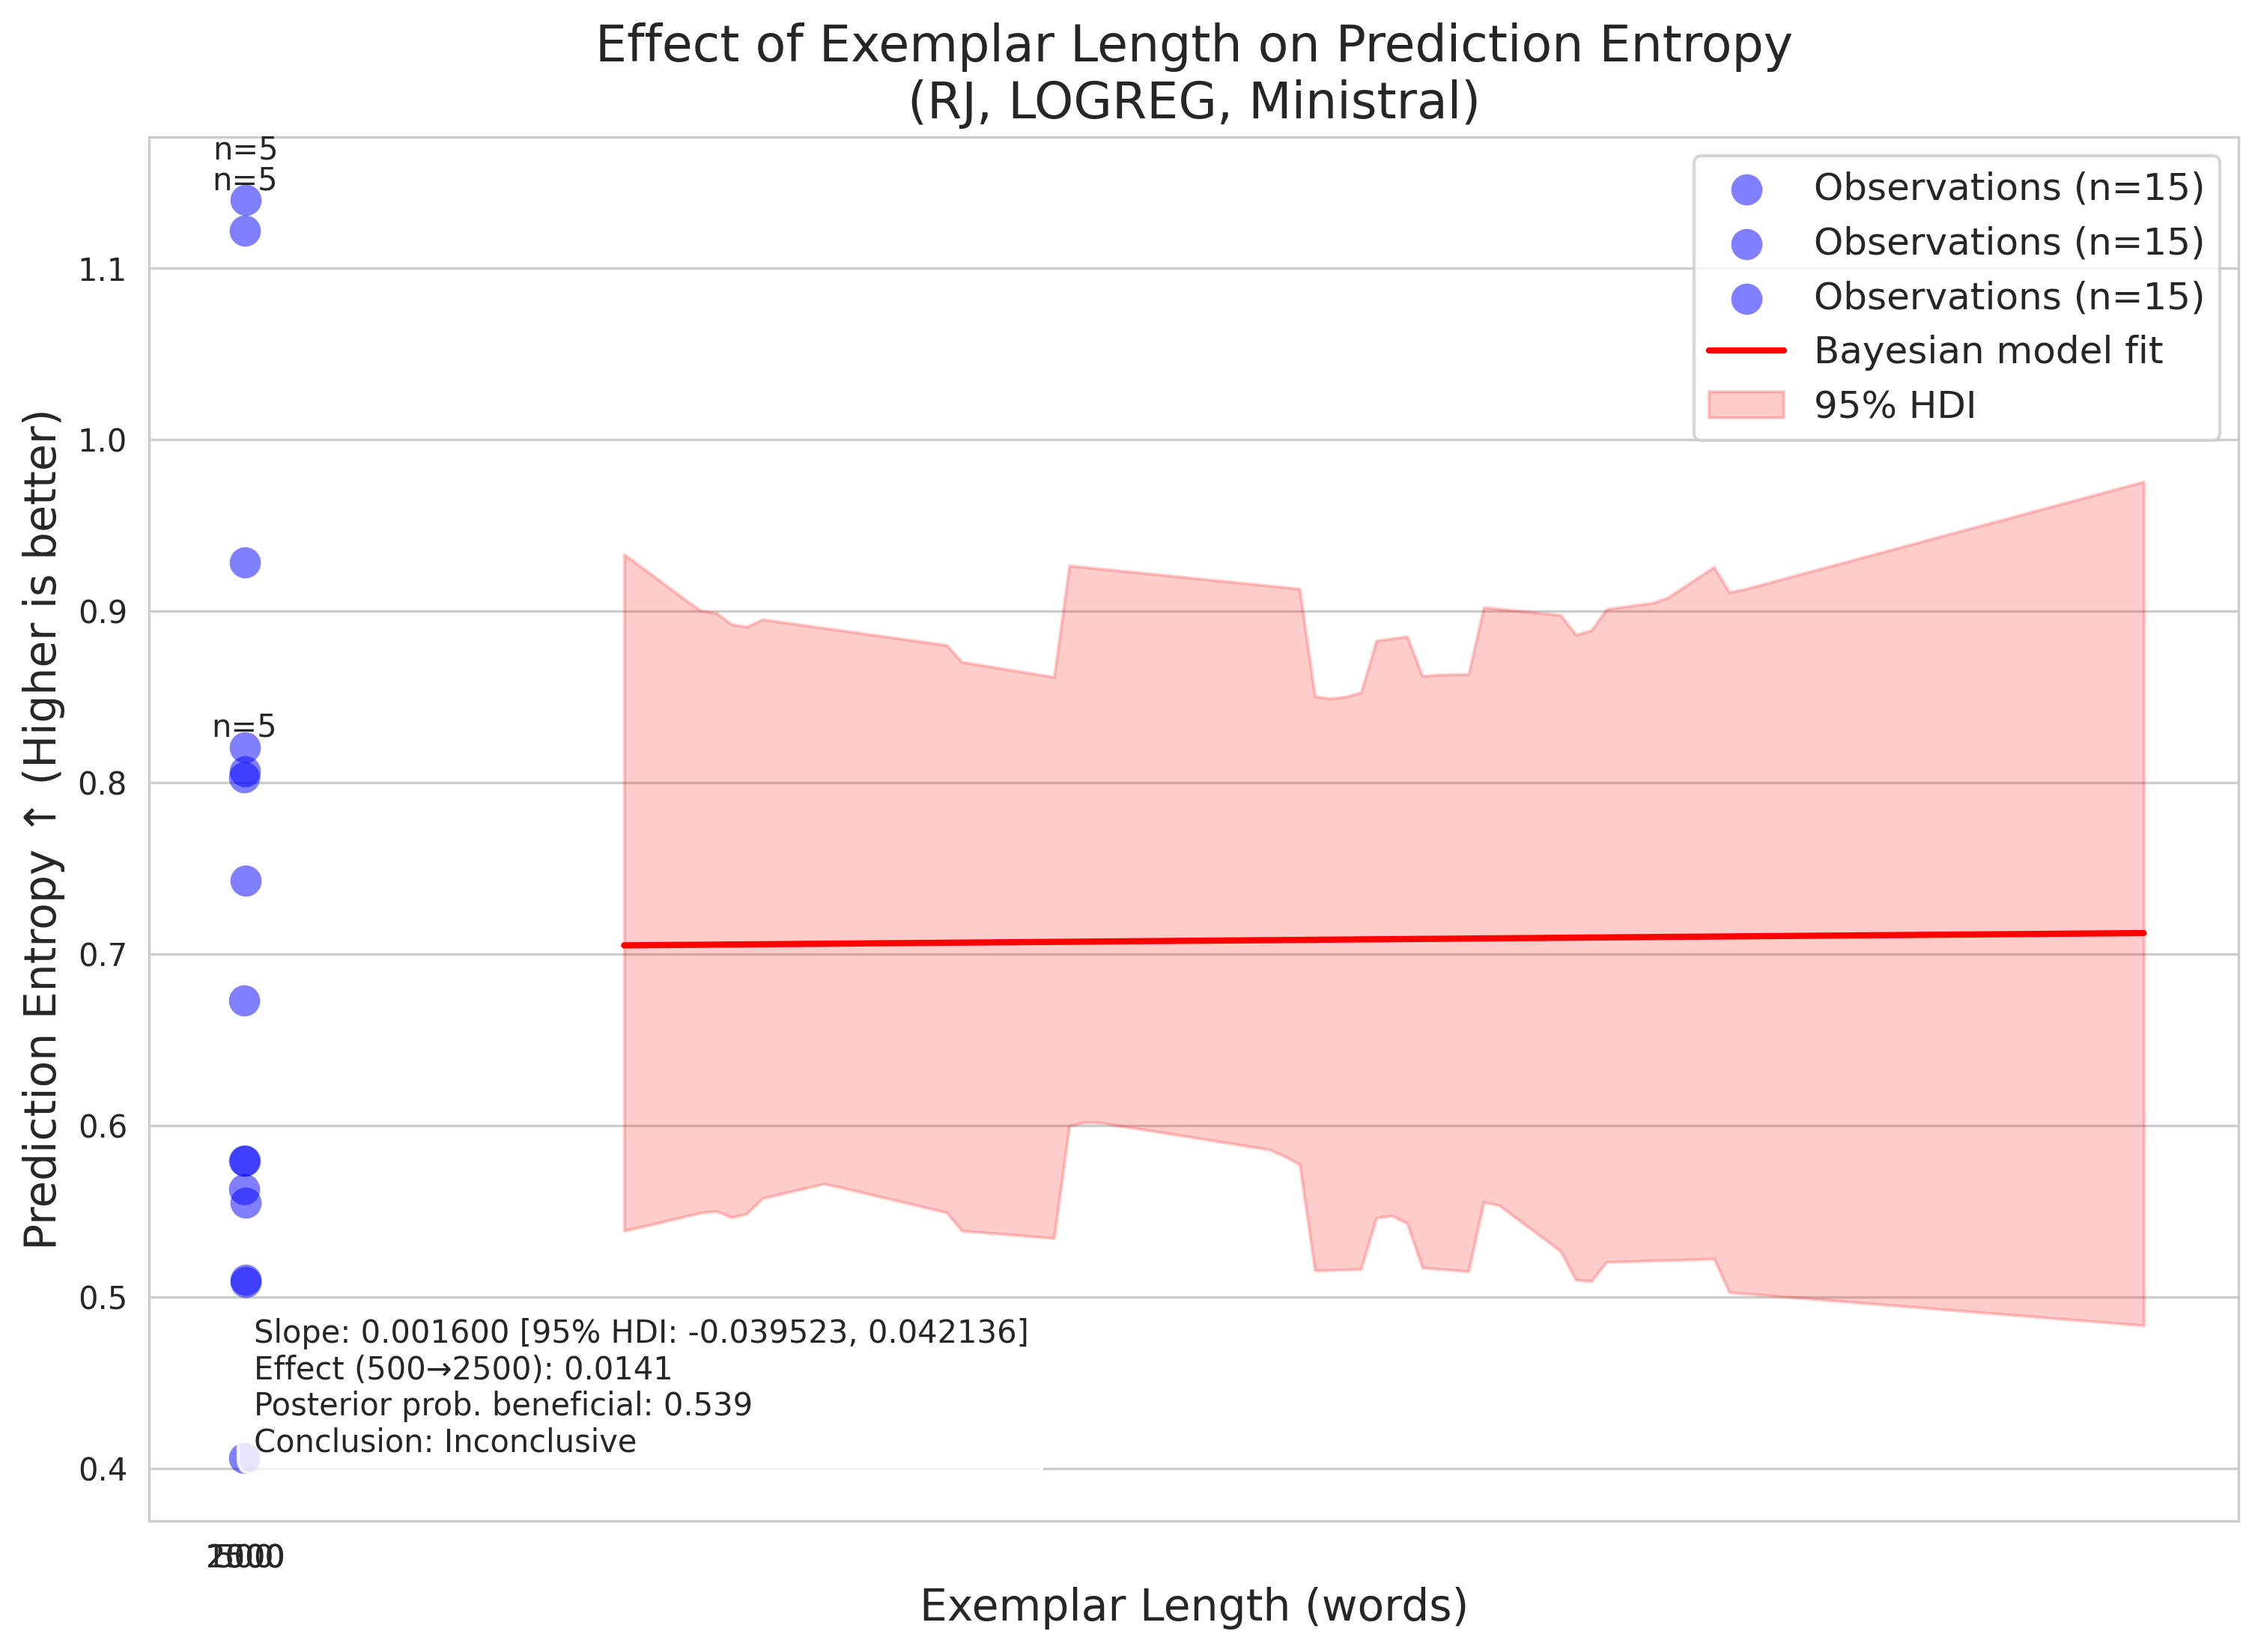 Effect of Exemplar Length on Prediction Entropy
(RJ, LOGREG, Ministral)
n=5
n=5
n=5
Observations (n=15)
Observations (n=15)
Observations (n=15)
Bayesian model fit
95% HDI
Prediction Entropy ↑ (Higher is better)
1.1
1.0
0.9
0.8
0.7
0.6
0.5
0.4
Slope: 0.001600 [95% HDI: -0.039523, 0.042136]
Effect (500→2500): 0.0141
Posterior prob. beneficial: 0.539
Conclusion: Inconclusive
Exemplar Length (words)